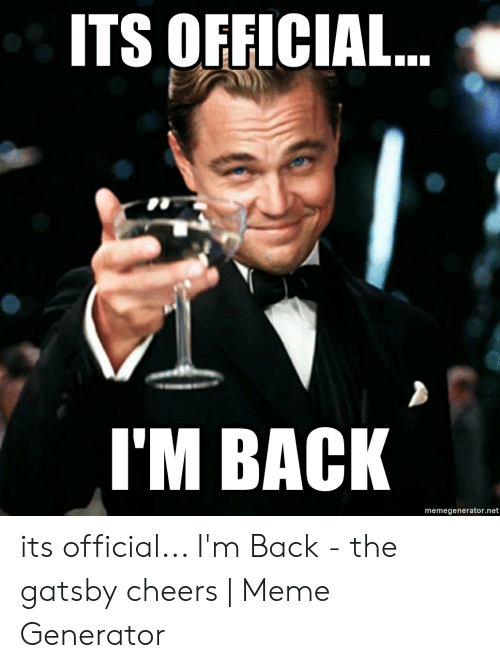 ITS OFFICIAL...
I'M BACK
memegenerator.net
its official... I'm Back - the
gatsby cheers | Meme
Generator